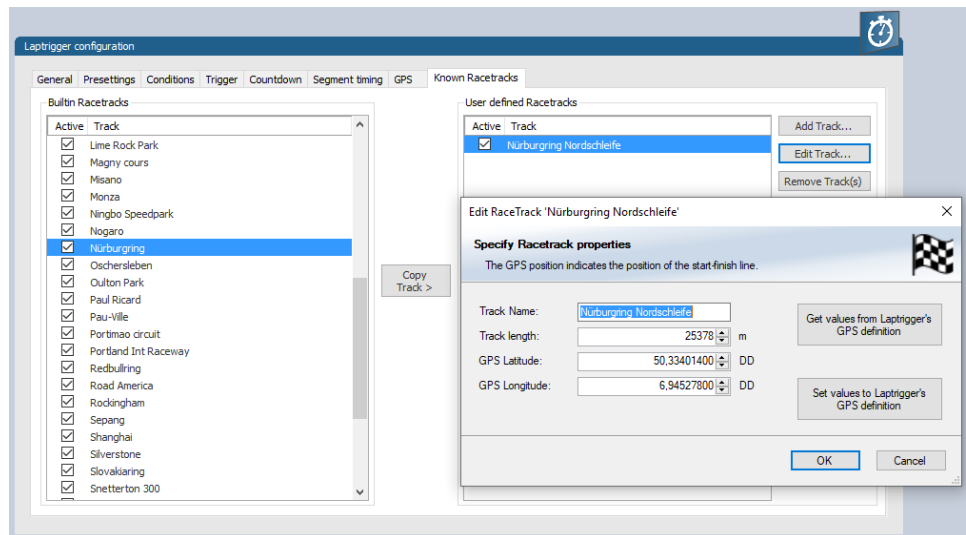 Laptrigger configuration
General Presettings Conditions Trigger Countdown Segment timing GPS Known Racetracks
Builtin Racetracks
Active Track
Lime Rock Park
Magny cours
Misano
Monza
Ningbo Speedpark
Nogaro
Nürburgring
Oschersleben
Oulton Park
Paul Ricard
Pau-Ville
Portimao circuit
Portland Int Raceway
Redbullring
Road America
Rockingham
Sepang
Shanghai
Silverstone
Slovakiaring
Snetterton 300
Copy
Track >
User defined Racetracks
Active Track
Nürburgring Nordschleife
Add Track...
Edit Track...
Remove Track(s)
Edit RaceTrack 'Nürburgring Nordschleife'
Specify Racetrack properties
The GPS position indicates the position of the start-finish line.
Track Name: Nürburgring Nordschleife
Track length: 25378 m
GPS Latitude: 50,33401400 DD
GPS Longitude: 6,94527800 DD
Get values from Laptrigger's
GPS definition
Set values to Laptrigger's
GPS definition
OK Cancel